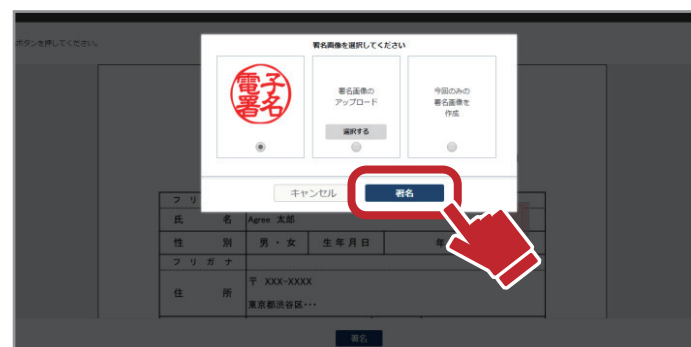 ボタンを押してください。
署名画像を選択してください
電子
署名
署名画像の
アップロード
選択する
今回のみの
署名画像を
作成
キャンセル
署名
フリ
氏 名 Agree 太郎
性 別 男・女 生年月日 年
フリガナ
住 所 〒 XXX-XXXX
東京都渋谷区・・・
署名